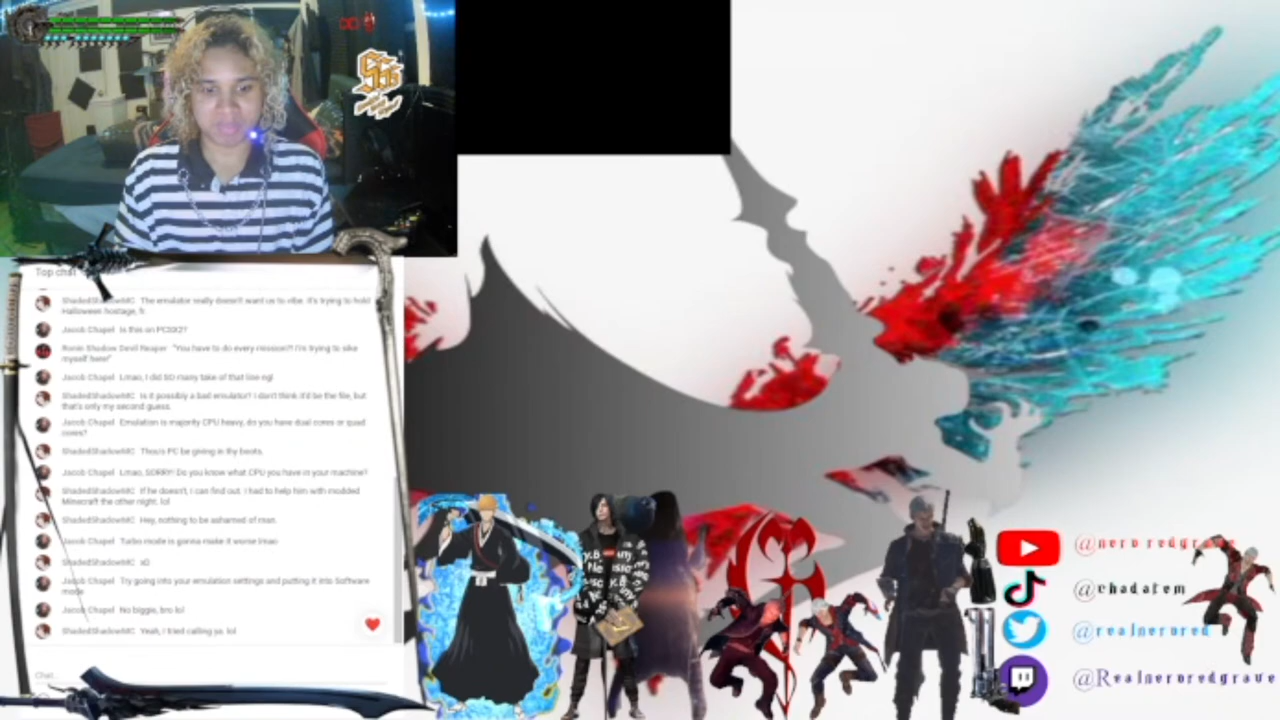 Top chat
ShadedShadowMC The emulator really doesn't want us to vibe. It's trying to hold
Halloween hostage, fr.
Jacob Chapel Is this on PCSX2?
Ronin Shadow Devil Reaper "You have to do every mission?! I'm trying to sike
myself here!"
Jacob Chapel Lmao, I did SO many take of that line ngl
ShadedShadowMC Is it possibly a bad emulator? I don't think it'd be the file, but
that's only my second guess.
Jacob Chapel Emulation is majority CPU heavy, do you have dual cores or quad
cores?
ShadedShadowMC Thou's PC be giving in thy boots.
Jacob Chapel Lmao, SORRY! Do you know what CPU you have in your machine?
ShadedShadowMC If he doesn't, I can find out. I had to help him with modded
Minecraft the other night. lol
ShadedShadowMC Hey, nothing to be ashamed of man.
Jacob Chapel Turbo mode is gonna make it worse lmao
ShadedShadowMC xD
Jacob Chapel Try going into your emulation settings and putting it into Software
mode
Jacob Chapel No biggie, bro lol
ShadedShadowMC Yeah, I tried calling ya. lol
Chat...
@nero redgrave
@chadatem
@realnerored
@Realneroredgrave